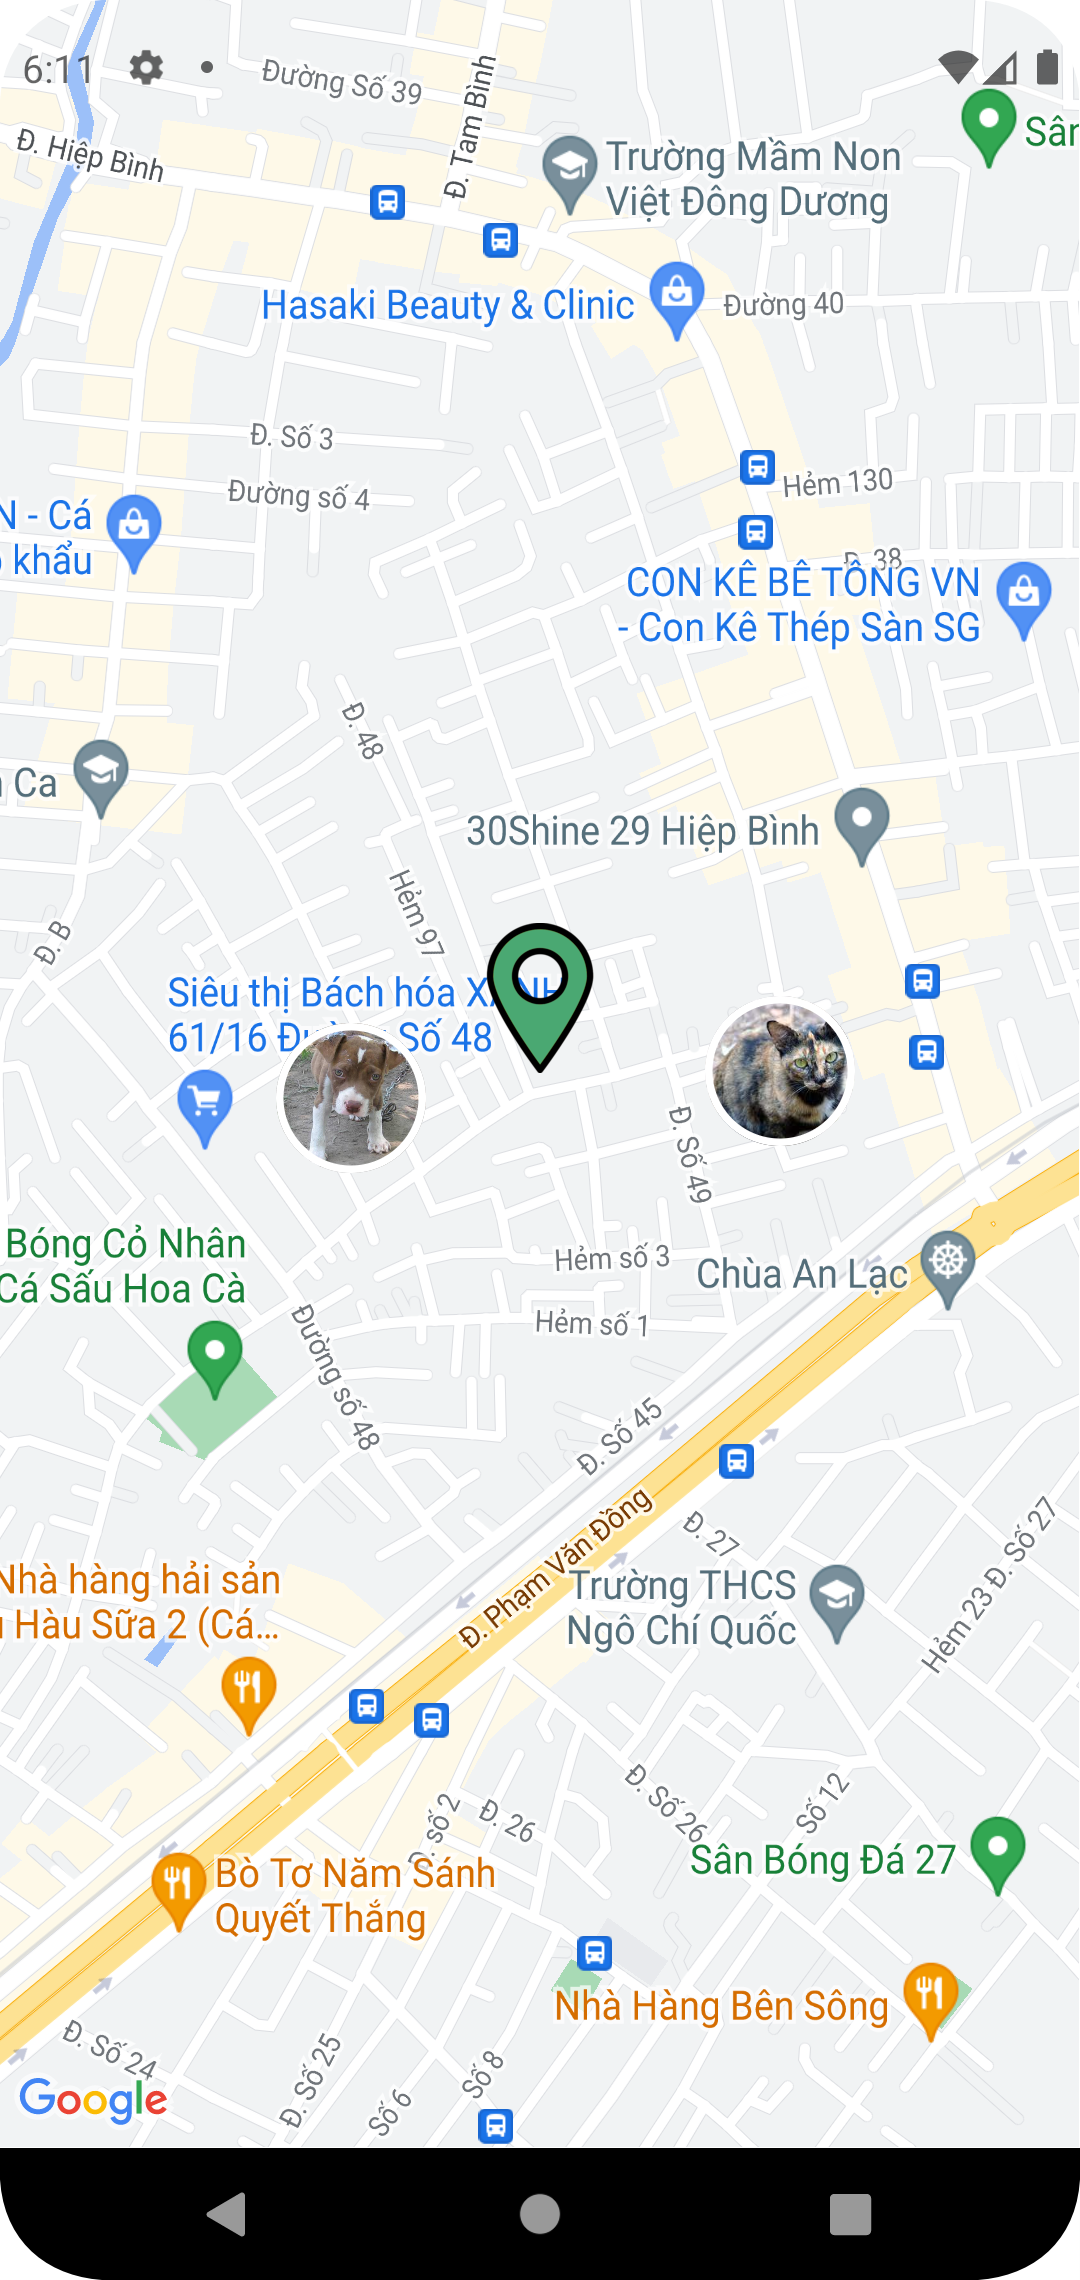 6:11
Đường Số 39
Đ. Tam Bình
Đ. Hiệp Bình
Trường Mầm Non
Việt Đông Dương
Sân
Hasaki Beauty & Clinic
Đường 40
Đ. Số 3
Đường số 4
Hẻm 130
N - Cá
khẩu
Đ. 38
CON KÊ BÊ TÔNG VN
- Con Kê Thép Sàn SG
Đ. 48
Ca
30Shine 29 Hiệp Bình
Hẻm 97
Đ. B
Siêu thị Bách hóa XANH
61/16 Đường Số 48
Đ. Số 49
Bóng Cỏ Nhân
Cá Sấu Hoa Cà
Hẻm số 3
Chùa An Lạc
Hẻm số 1
Đường số 48
Đ. Số 45
Đ. Phạm Văn Đồng
Đ. 27
Hẻm 23 Đ. Số 27
Nhà hàng hải sản
Hàu Sữa 2 (Cá...
Trường THCS
Ngô Chí Quốc
Đ. số 2
Đ. 26
Đ. Số 26
Số 12
Sân Bóng Đá 27
Bò Tơ Năm Sánh
Quyết Thắng
Nhà Hàng Bên Sông
Đ. Số 24
Đ. Số 25
Số 6
Số 8
Google